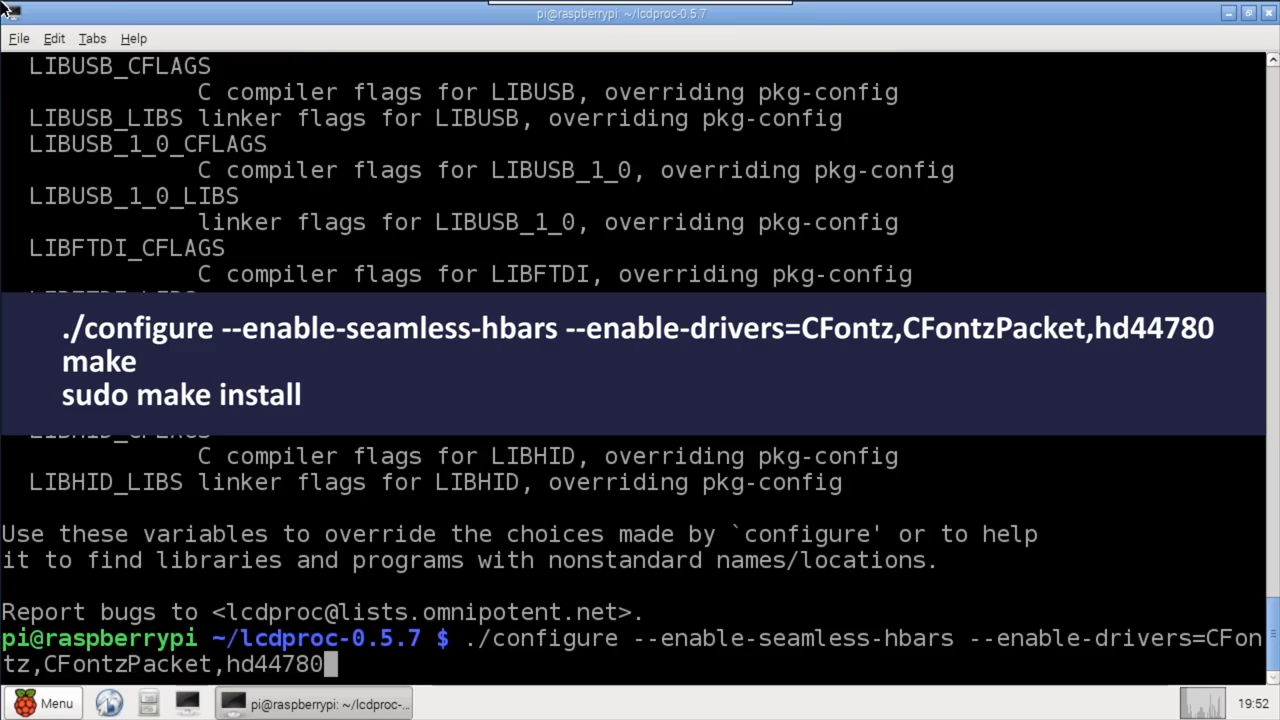 pi@raspberrypi: ~/lcdproc-0.5.7
File Edit Tabs Help
LIBUSB_CFLAGS
C compiler flags for LIBUSB, overriding pkg-config
LIBUSB_LIBS linker flags for LIBUSB, overriding pkg-config
LIBUSB_1_0_CFLAGS
C compiler flags for LIBUSB_1_0, overriding pkg-config
LIBUSB_1_0_LIBS
linker flags for LIBUSB_1_0, overriding pkg-config
LIBFTDI_CFLAGS
C compiler flags for LIBFTDI, overriding pkg-config
./configure --enable-seamless-hbars --enable-drivers=CFontz,CFontzPacket,hd44780
make
sudo make install
LIBHID_CFLAGS
C compiler flags for LIBHID, overriding pkg-config
LIBHID_LIBS linker flags for LIBHID, overriding pkg-config
Use these variables to override the choices made by `configure' or to help
it to find libraries and programs with nonstandard names/locations.
Report bugs to <lcdproc@lists.omnipotent.net>.
pi@raspberrypi ~/lcdproc-0.5.7 $ ./configure --enable-seamless-hbars --enable-drivers=CFon
tz,CFontzPacket,hd44780
Menu pi@raspberrypi: ~/lcdproc-... 19:52